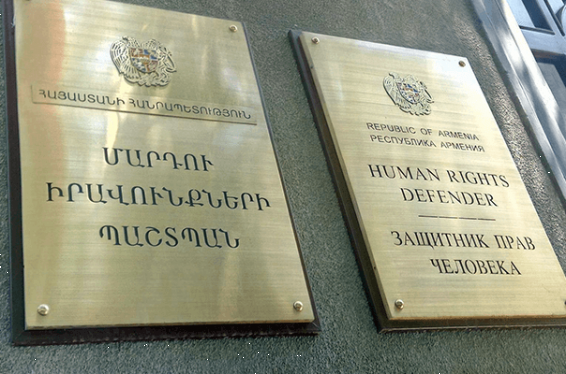 ՀԱՅԱՍՏԱՆԻ ՀԱՆՐԱՊԵՏՈՒԹՅՈՒՆ
ՄԱՐԴՈՒ
ԻՐԱՎՈՒՆՔՆԵՐԻ
ՊԱՇՏՊԱՆ
REPUBLIC OF ARMENIA
РЕСПУБЛИКА АРМЕНИЯ
HUMAN RIGHTS
DEFENDER
ЗАЩИТНИК ПРАВ
ЧЕЛОВЕКА